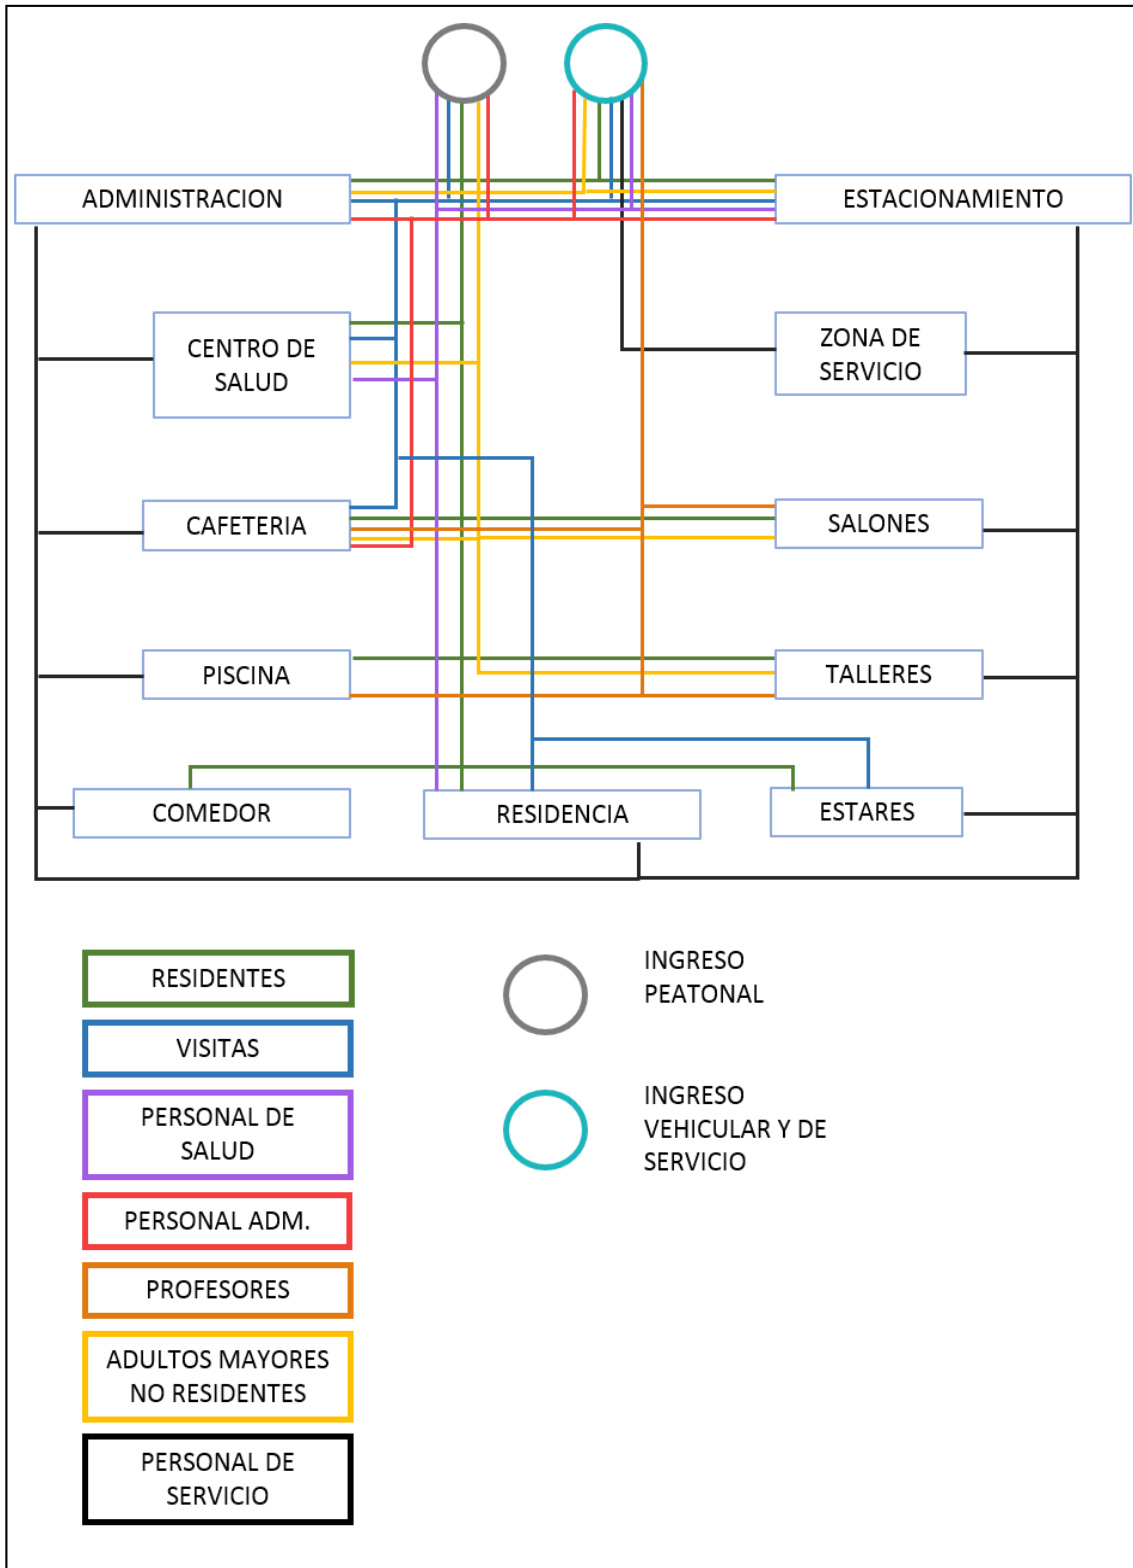 ADMINISTRACION
ESTACIONAMIENTO
CENTRO DE
SALUD
ZONA DE
SERVICIO
CAFETERIA
SALONES
PISCINA
TALLERES
COMEDOR
RESIDENCIA
ESTARES
RESIDENTES
VISITAS
PERSONAL DE
SALUD
PERSONAL ADM.
PROFESORES
ADULTOS MAYORES
NO RESIDENTES
PERSONAL DE
SERVICIO
INGRESO
PEATONAL
INGRESO
VEHICULAR Y DE
SERVICIO